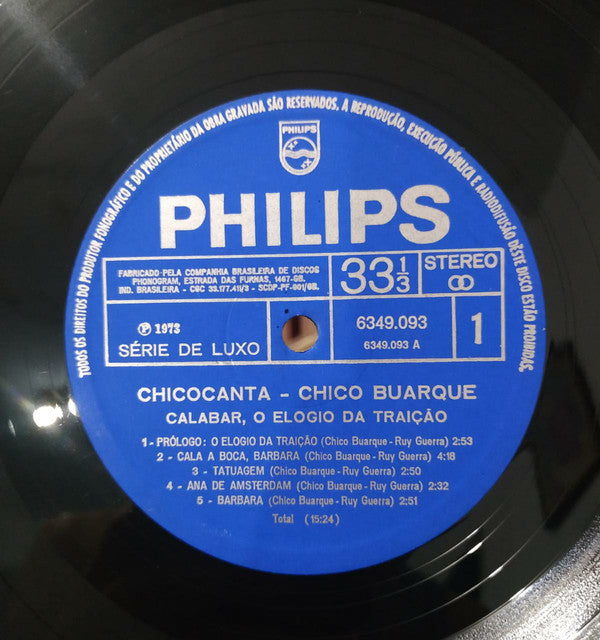 TODOS OS DIREITOS DO PRODUTOR FONOGRÁFICO E DO PROPRIETÁRIO DA OBRA GRAVADA SÃO RESERVADOS. A REPRODUÇÃO, EXECUÇÃO PÚBLICA E RADIODIFUSÃO DÊSTE DISCO ESTÃO PROIBIDAS.
PHILIPS
PHILIPS
FABRICADO PELA COMPANHIA BRASILEIRA DE DISCOS
PHONOGRAM, ESTRADA DAS FURNAS, 1467-GB.
IND. BRASILEIRA - CGC 33.177.411/3 - SCDP-PF-001/GB.
33 1/3
STEREO
℗ 1973
SÉRIE DE LUXO
6349.093
6349.093 A
1
CHICOCANTA - CHICO BUARQUE
CALABAR, O ELOGIO DA TRAIÇÃO
1 - PRÓLOGO: O ELOGIO DA TRAIÇÃO (Chico Buarque - Ruy Guerra) 2:53
2 - CALA A BOCA, BARBARA (Chico Buarque - Ruy Guerra) 4:18
3 - TATUAGEM (Chico Buarque - Ruy Guerra) 2:50
4 - ANA DE AMSTERDAM (Chico Buarque - Ruy Guerra) 2:32
5 - BARBARA (Chico Buarque - Ruy Guerra) 2:51
Total (15:24)